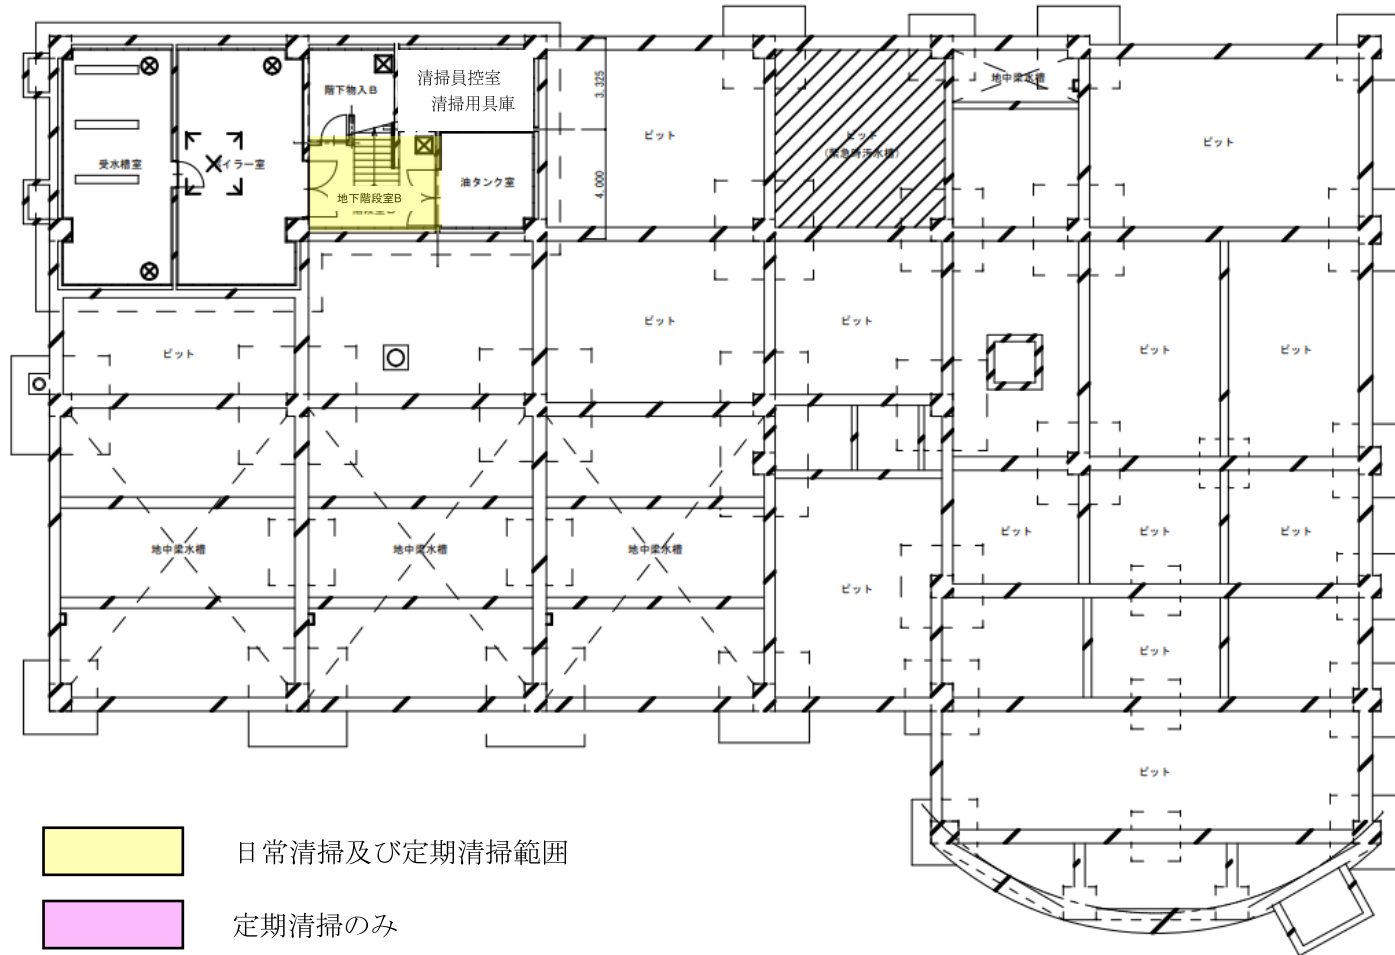 清掃員控室
清掃用具庫
階下物入B
3,325
地中梁水槽
ピット
ピット
(緊急時汚水槽)
ピット
受水槽室
ボイラー室
油タンク室
4,000
地下階段室B
ピット
ピット
ピット
ピット
ピット
地中梁水槽
地中梁水槽
地中梁水槽
ピット
ピット
ピット
ピット
ピット
ピット
日常清掃及び定期清掃範囲
定期清掃のみ